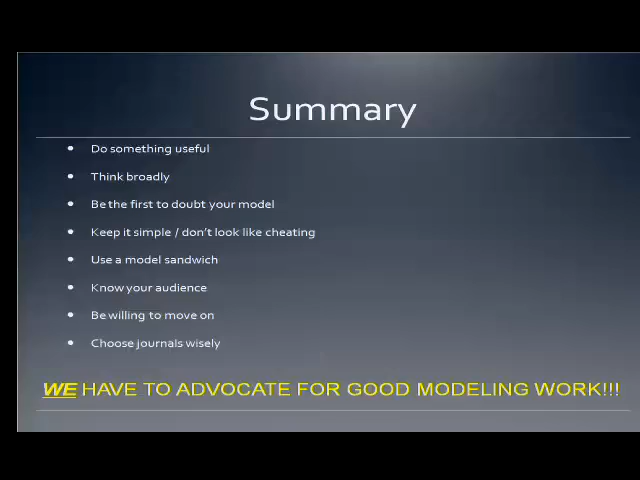 Summary
Do something useful
Think broadly
Be the first to doubt your model
Keep it simple / don't look like cheating
Use a model sandwich
Know your audience
Be willing to move on
Choose journals wisely
WE HAVE TO ADVOCATE FOR GOOD MODELING WORK!!!